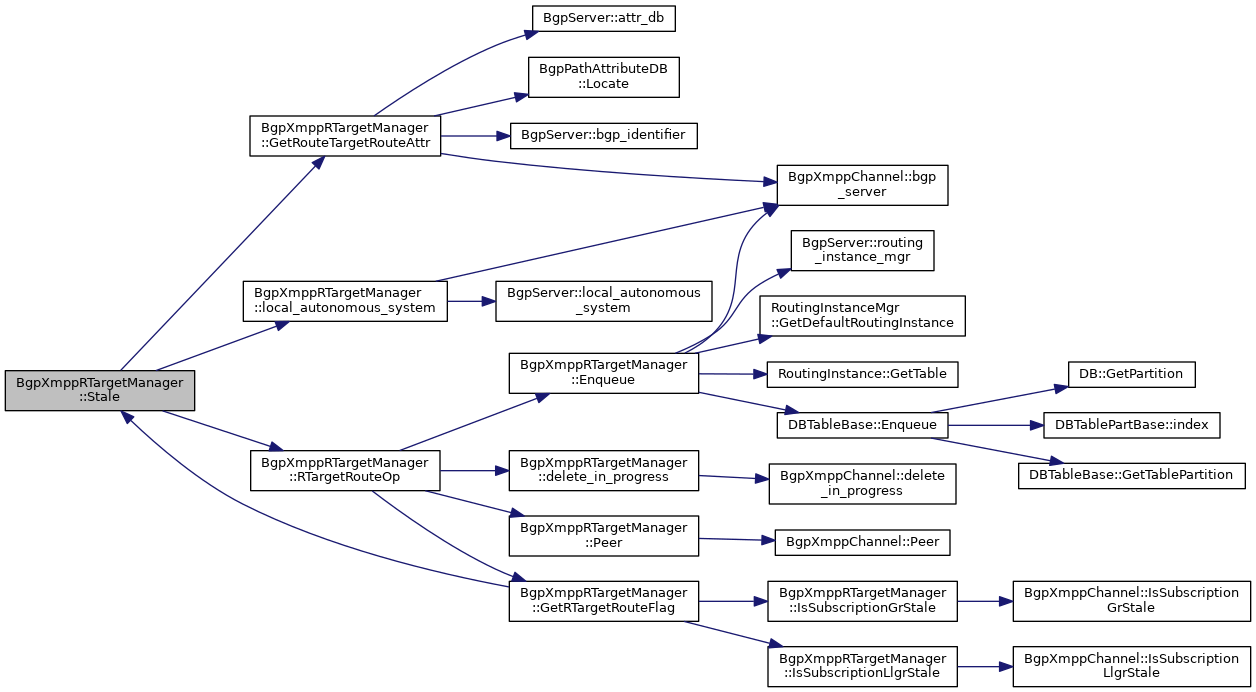 BgpServer::attr_db
BgpPathAttributeDB
::Locate
BgpXmppRTargetManager
::GetRouteTargetRouteAttr
BgpServer::bgp_identifier
BgpXmppChannel::bgp
_server
BgpServer::routing
_instance_mgr
BgpXmppRTargetManager
::local_autonomous_system
BgpServer::local_autonomous
_system
RoutingInstanceMgr
::GetDefaultRoutingInstance
BgpXmppRTargetManager
::Enqueue
RoutingInstance::GetTable
DB::GetPartition
BgpXmppRTargetManager
::Stale
DBTableBase::Enqueue
DBTablePartBase::index
BgpXmppRTargetManager
::RTargetRouteOp
BgpXmppRTargetManager
::delete_in_progress
BgpXmppChannel::delete
_in_progress
DBTableBase::GetTablePartition
BgpXmppRTargetManager
::Peer
BgpXmppChannel::Peer
BgpXmppRTargetManager
::GetRTargetRouteFlag
BgpXmppRTargetManager
::IsSubscriptionGrStale
BgpXmppChannel::IsSubscription
GrStale
BgpXmppRTargetManager
::IsSubscriptionLlgrStale
BgpXmppChannel::IsSubscription
LlgrStale